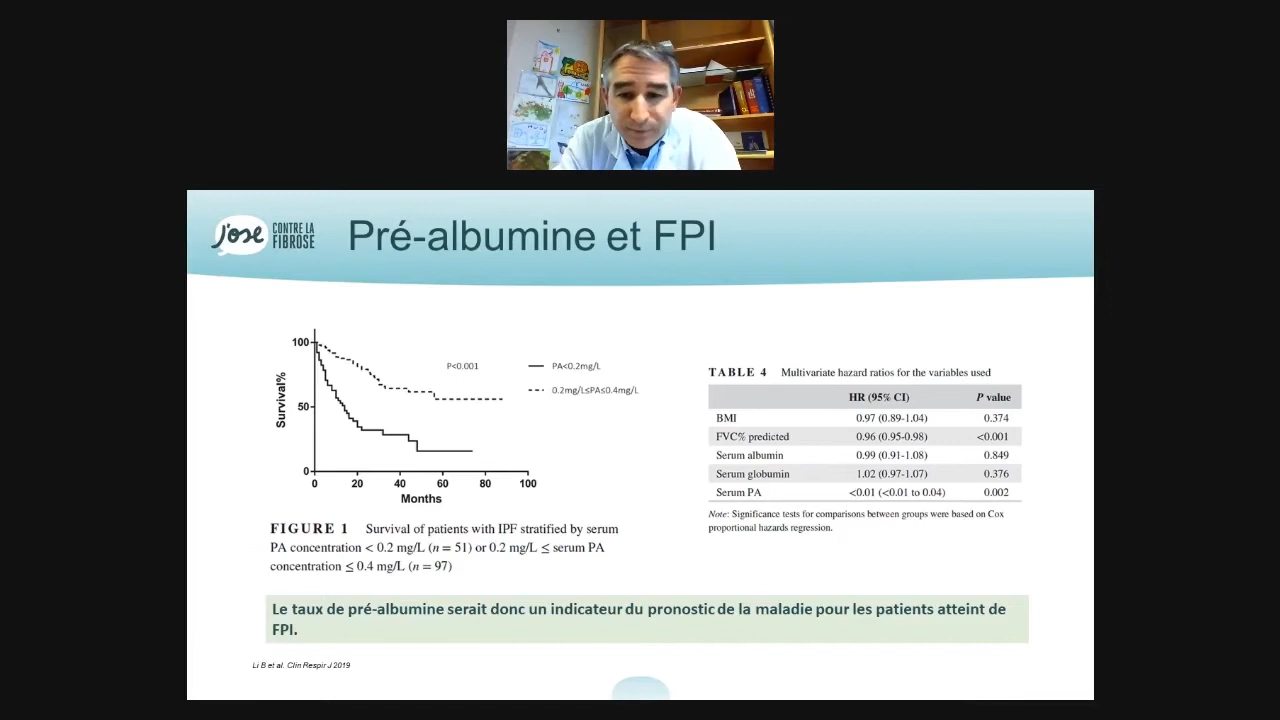 j'ose CONTRE LA
FIBROSE
Pré-albumine et FPI
100
50
0
Survival%
0 20 40 60 80 100
Months
P<0.001
PA<0.2mg/L
0.2mg/L≤PA≤0.4mg/L
FIGURE 1 Survival of patients with IPF stratified by serum
PA concentration < 0.2 mg/L (n = 51) or 0.2 mg/L ≤ serum PA
concentration ≤ 0.4 mg/L (n = 97)
TABLE 4 Multivariate hazard ratios for the variables used
HR (95% CI) P value
BMI 0.97 (0.89-1.04) 0.374
FVC% predicted 0.96 (0.95-0.98) <0.001
Serum albumin 0.99 (0.91-1.08) 0.849
Serum globumin 1.02 (0.97-1.07) 0.376
Serum PA <0.01 (<0.01 to 0.04) 0.002
Note: Significance tests for comparisons between groups were based on Cox
proportional hazards regression.
Le taux de pré-albumine serait donc un indicateur du pronostic de la maladie pour les patients atteint de
FPI.
Li B et al. Clin Respir J 2019